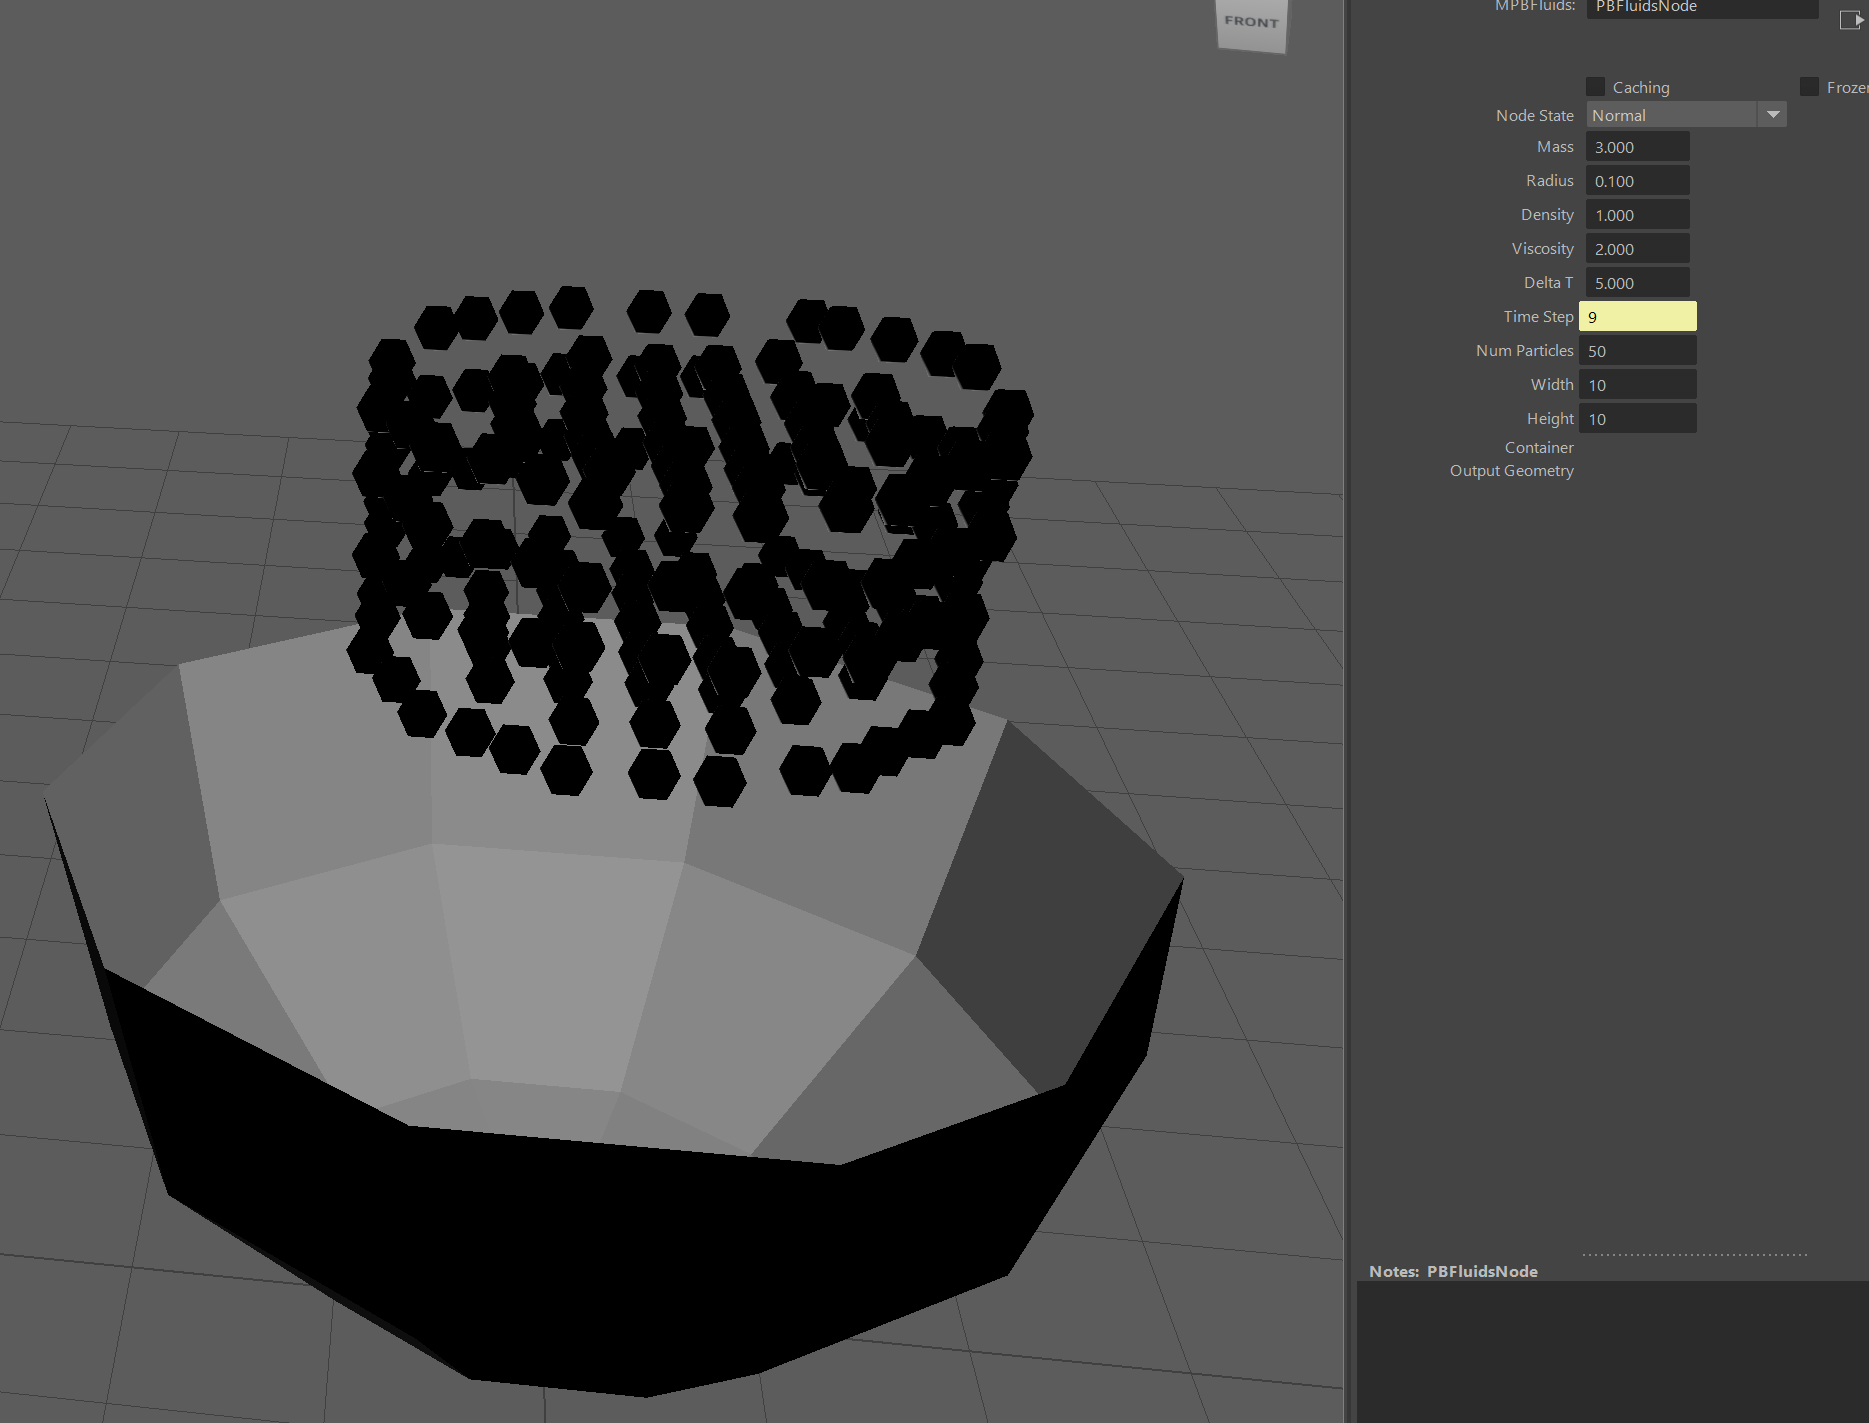 FRONT
MPBFluids: PBFluidsNode
Caching
Node State Normal
Mass 3.000
Radius 0.100
Density 1.000
Viscosity 2.000
Delta T 5.000
Time Step 9
Num Particles 50
Width 10
Height 10
Container
Output Geometry
Notes: PBFluidsNode